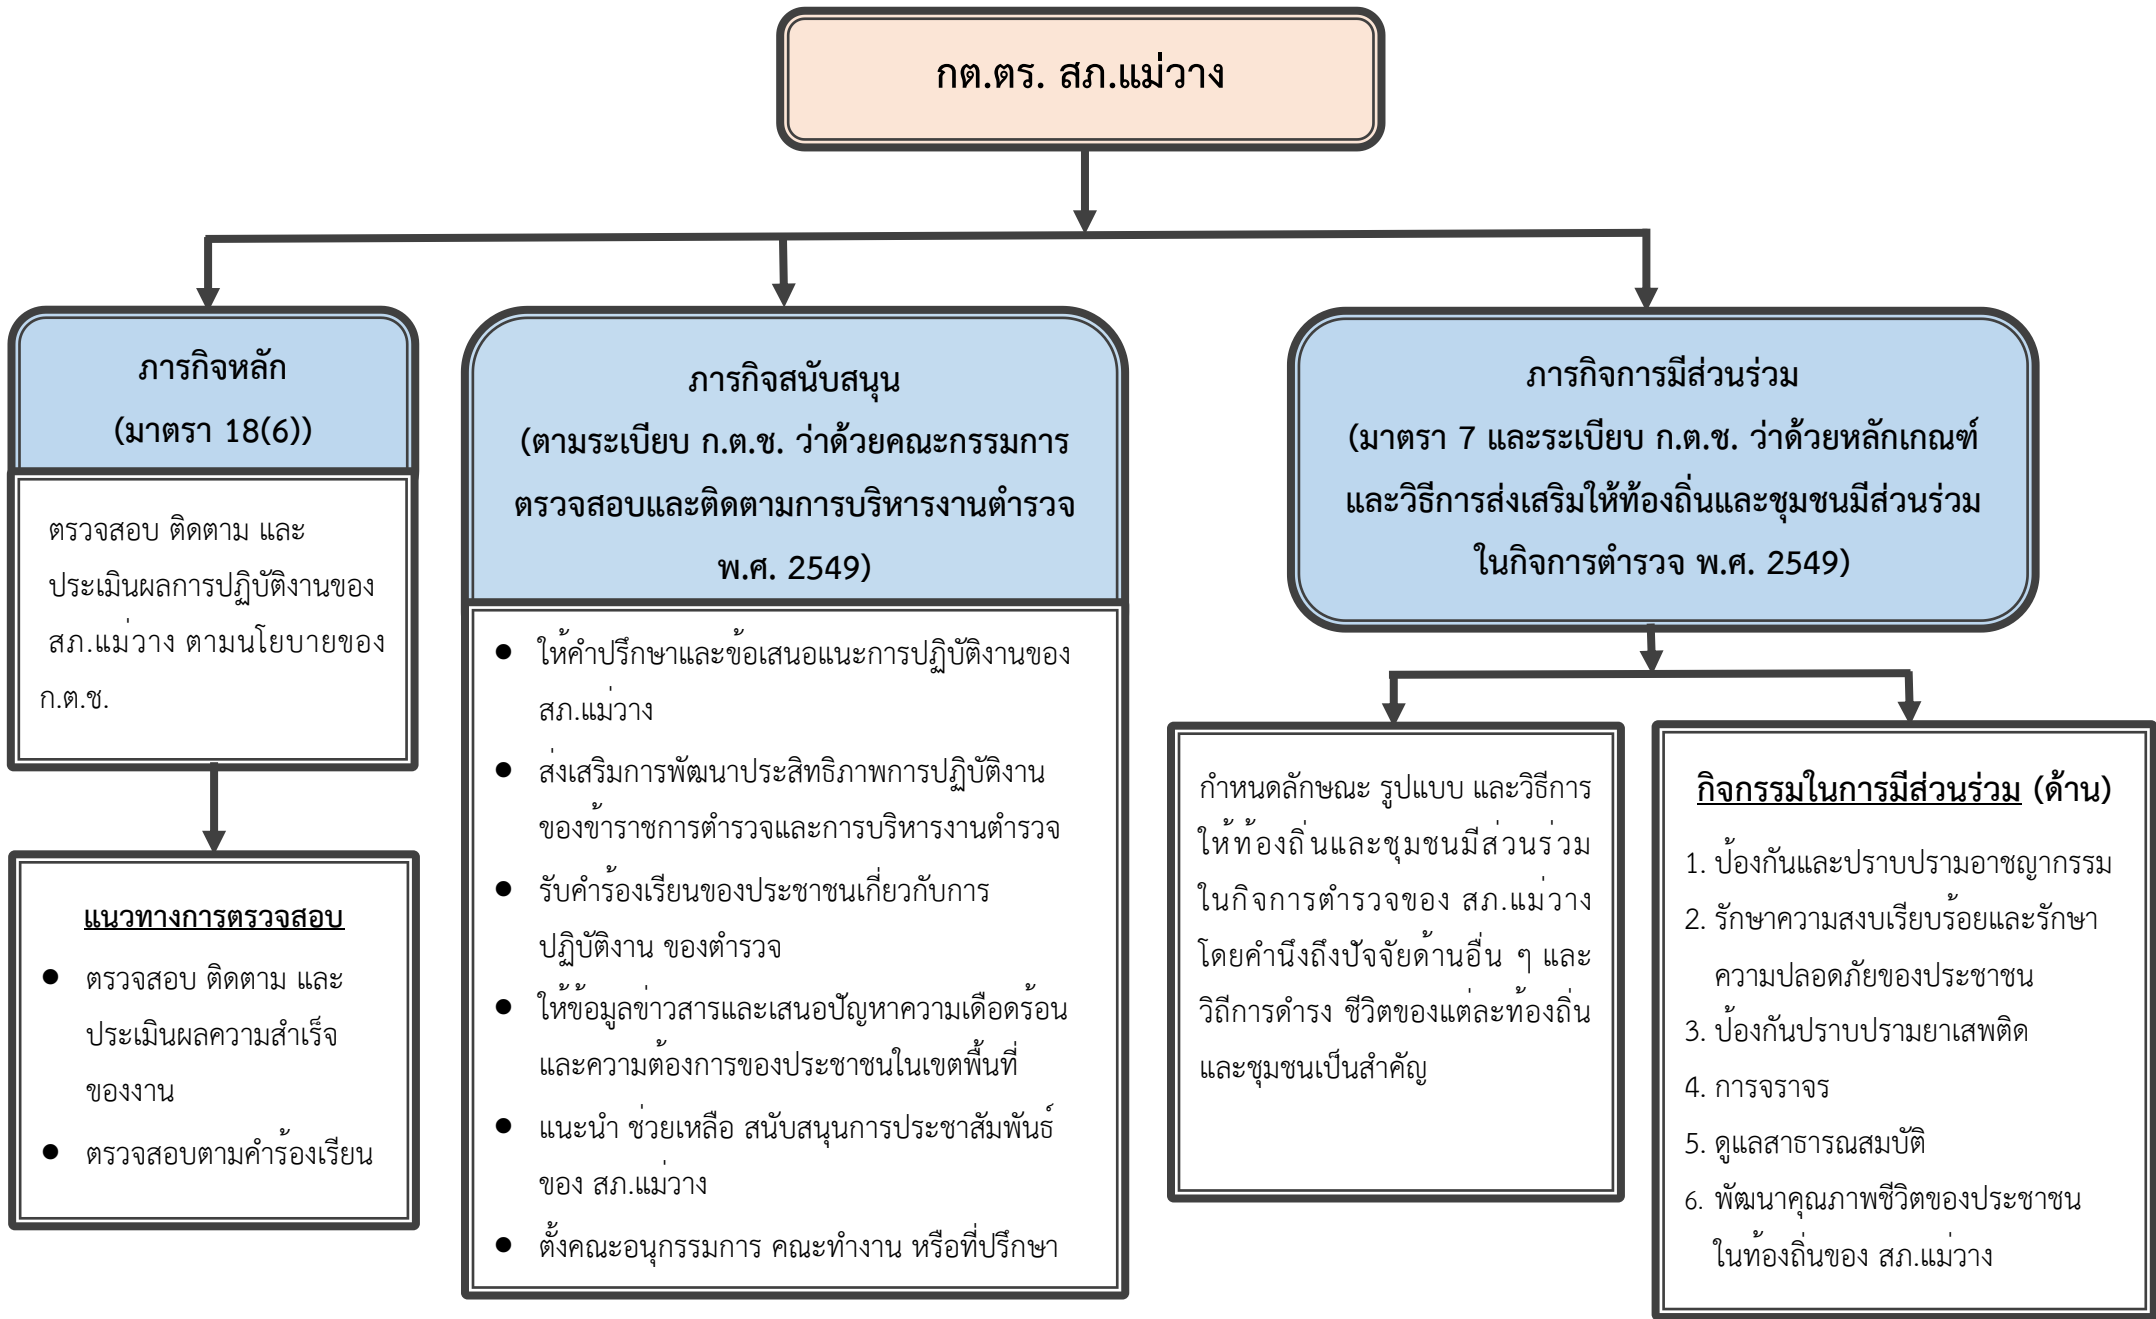 กต.ตร. สภ.แม่วาง
ภารกิจหลัก
(มาตรา 18(6))
ตรวจสอบ ติดตาม และ
ประเมินผลการปฏิบัติงานของ
สภ.แม่วาง ตามนโยบายของ
ก.ต.ช.
แนวทางการตรวจสอบ
● ตรวจสอบ ติดตาม และ
ประเมินผลความสำเร็จ
ของงาน
● ตรวจสอบตามคำร้องเรียน
ภารกิจสนับสนุน
(ตามระเบียบ ก.ต.ช. ว่าด้วยคณะกรรมการ
ตรวจสอบและติดตามการบริหารงานตำรวจ
พ.ศ. 2549)
● ให้คำปรึกษาและข้อเสนอแนะการปฏิบัติงานของ
สภ.แม่วาง
● ส่งเสริมการพัฒนาประสิทธิภาพการปฏิบัติงาน
ของข้าราชการตำรวจและการบริหารงานตำรวจ
● รับคำร้องเรียนของประชาชนเกี่ยวกับการ
ปฏิบัติงาน ของตำรวจ
● ให้ข้อมูลข่าวสารและเสนอปัญหาความเดือดร้อน
และความต้องการของประชาชนในเขตพื้นที่
● แนะนำ ช่วยเหลือ สนับสนุนการประชาสัมพันธ์
ของ สภ.แม่วาง
● ตั้งคณะอนุกรรมการ คณะทำงาน หรือที่ปรึกษา
ภารกิจการมีส่วนร่วม
(มาตรา 7 และระเบียบ ก.ต.ช. ว่าด้วยหลักเกณฑ์
และวิธีการส่งเสริมให้ท้องถิ่นและชุมชนมีส่วนร่วม
ในกิจการตำรวจ พ.ศ. 2549)
กำหนดลักษณะ รูปแบบ และวิธีการ
ให้ท้องถิ่นและชุมชนมีส่วนร่วม
ในกิจการตำรวจของ สภ.แม่วาง
โดยคำนึงถึงปัจจัยด้านอื่น ๆ และ
วิถีการดำรง ชีวิตของแต่ละท้องถิ่น
และชุมชนเป็นสำคัญ
กิจกรรมในการมีส่วนร่วม (ด้าน)
1. ป้องกันและปราบปรามอาชญากรรม
2. รักษาความสงบเรียบร้อยและรักษา
ความปลอดภัยของประชาชน
3. ป้องกันปราบปรามยาเสพติด
4. การจราจร
5. ดูแลสาธารณสมบัติ
6. พัฒนาคุณภาพชีวิตของประชาชน
ในท้องถิ่นของ สภ.แม่วาง